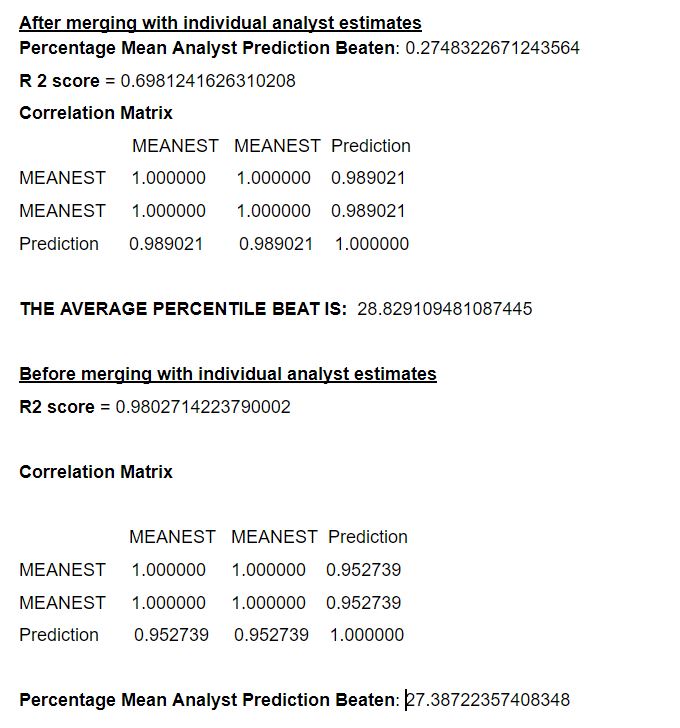 After merging with individual analyst estimates
Percentage Mean Analyst Prediction Beaten: 0.2748322671243564
R 2 score = 0.6981241626310208
Correlation Matrix
MEANEST MEANEST Prediction
MEANEST 1.000000 1.000000 0.989021
MEANEST 1.000000 1.000000 0.989021
Prediction 0.989021 0.989021 1.000000
THE AVERAGE PERCENTILE BEAT IS: 28.829109481087445
Before merging with individual analyst estimates
R2 score = 0.9802714223790002
Correlation Matrix
MEANEST MEANEST Prediction
MEANEST 1.000000 1.000000 0.952739
MEANEST 1.000000 1.000000 0.952739
Prediction 0.952739 0.952739 1.000000
Percentage Mean Analyst Prediction Beaten: 27.38722357408348